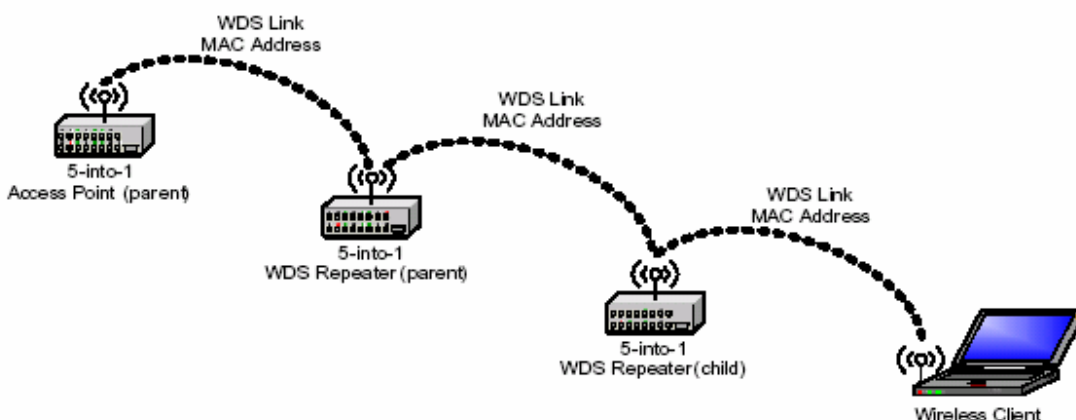 WDS Link
MAC Address
WDS Link
MAC Address
5-into-1
Access Point (parent)
WDS Link
MAC Address
5-into-1
WDS Repeater (parent)
5-into-1
WDS Repeater (child)
Wireless Client